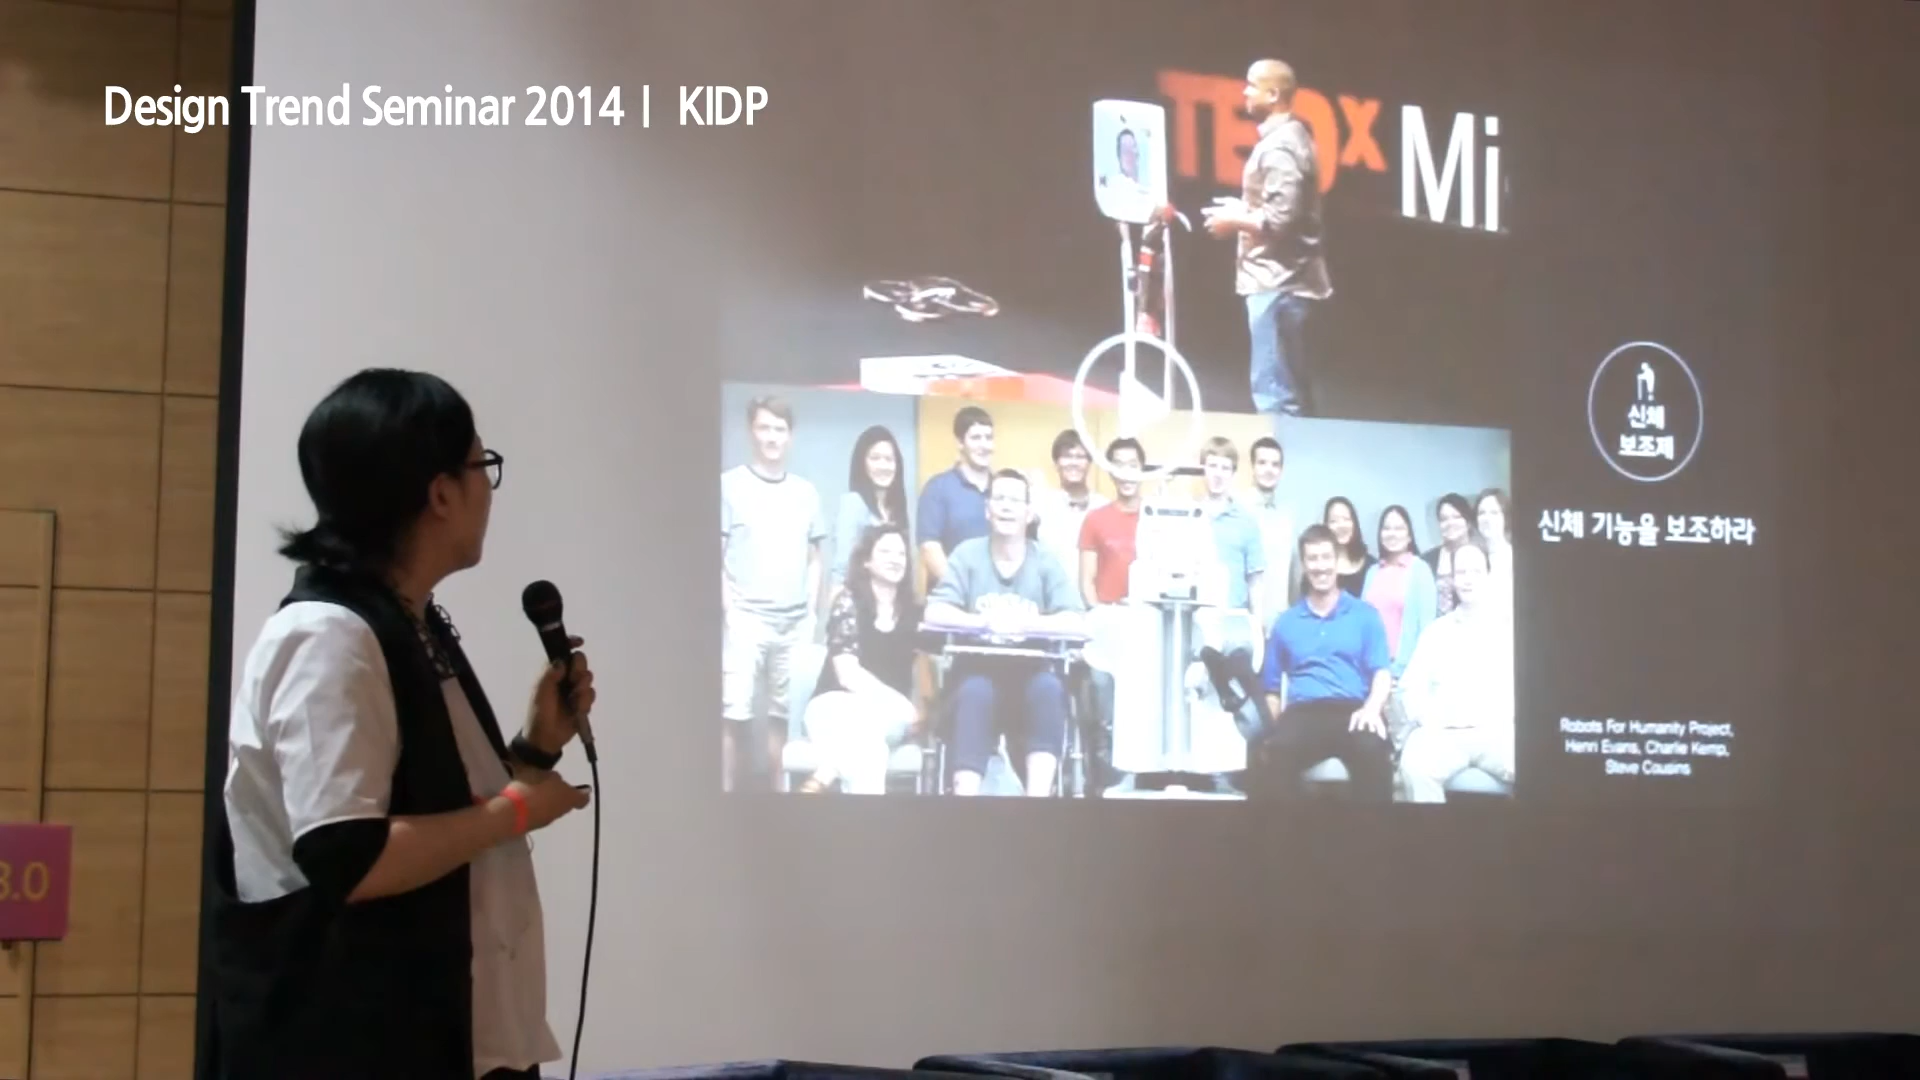 Design Trend Seminar 2014 | KIDP
TEDx Mi
신체
보조제
신체 기능을 보조하라
Robots For Humanity Project,
Henri Evans, Charlie Kemp,
Steve Cousins
3.0